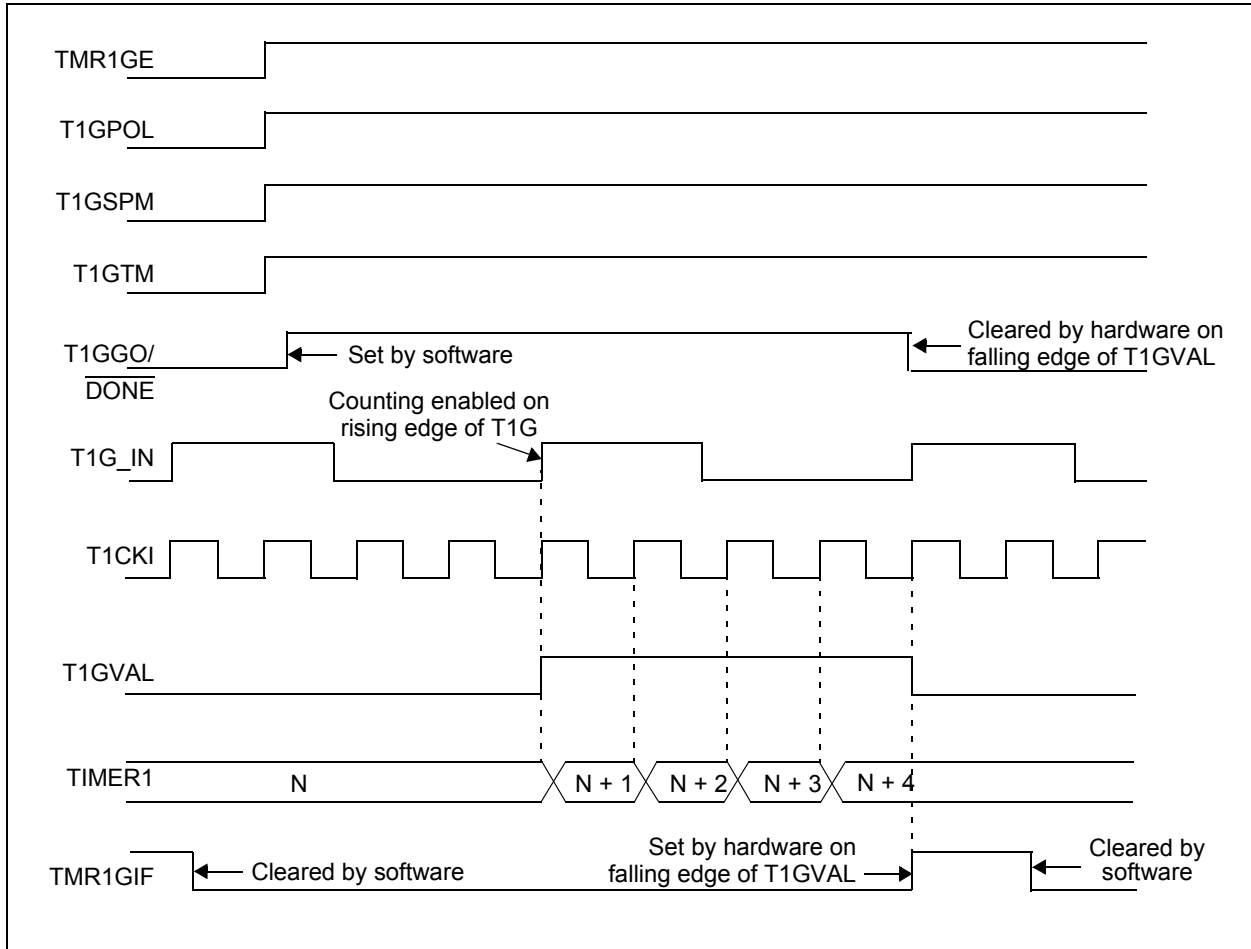 TMR1GE
T1GPOL
T1GSPM
T1GTM
T1GGO/
DONE
Set by software
Cleared by hardware on
falling edge of T1GVAL
Counting enabled on
rising edge of T1G
T1G_IN
T1CKI
T1GVAL
TIMER1
N
N + 1
N + 2
N + 3
N + 4
TMR1GIF
Cleared by software
Set by hardware on
falling edge of T1GVAL
Cleared by
software